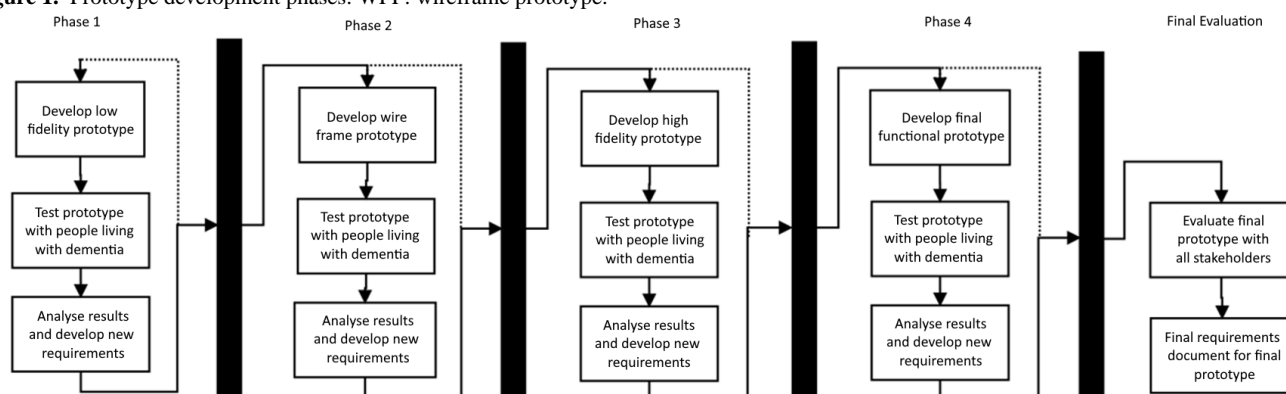 gure 1. Prototype development phases. WFP: wireframe prototype.
Phase 1
Develop low
fidelity prototype
Test prototype
with people living
with dementia
Analyse results
and develop new
requirements
Phase 2
Develop wire
frame prototype
Test prototype
with people living
with dementia
Analyse results
and develop new
requirements
Phase 3
Develop high
fidelity prototype
Test prototype
with people living
with dementia
Analyse results
and develop new
requirements
Phase 4
Develop final
functional prototype
Test prototype
with people living
with dementia
Analyse results
and develop new
requirements
Final Evaluation
Evaluate final
prototype with
all stakeholders
Final requirements
document for final
prototype